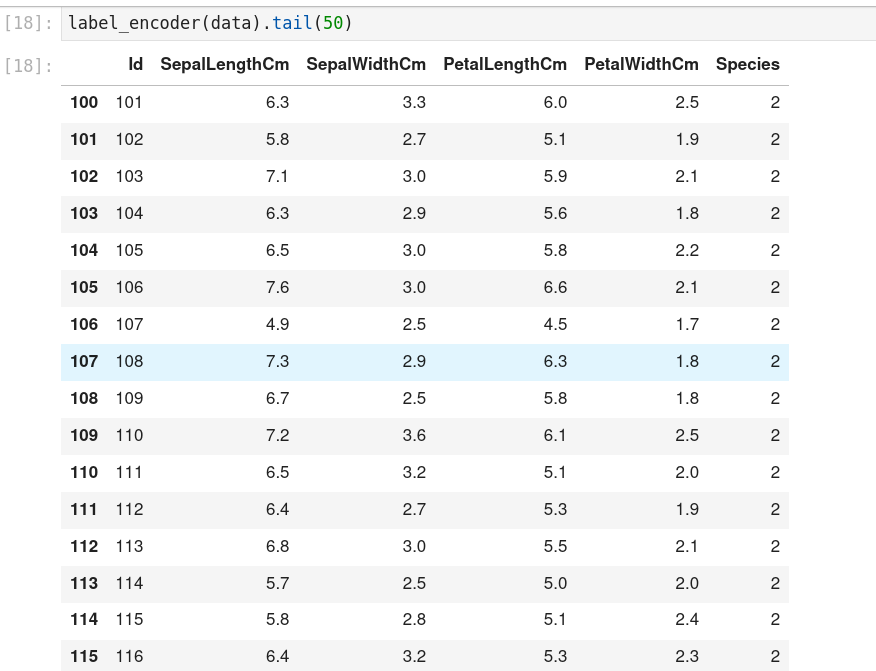 [18]: label_encoder(data).tail(50)
[18]: Id SepalLengthCm SepalWidthCm PetalLengthCm PetalWidthCm Species
100 101 6.3 3.3 6.0 2.5 2
101 102 5.8 2.7 5.1 1.9 2
102 103 7.1 3.0 5.9 2.1 2
103 104 6.3 2.9 5.6 1.8 2
104 105 6.5 3.0 5.8 2.2 2
105 106 7.6 3.0 6.6 2.1 2
106 107 4.9 2.5 4.5 1.7 2
107 108 7.3 2.9 6.3 1.8 2
108 109 6.7 2.5 5.8 1.8 2
109 110 7.2 3.6 6.1 2.5 2
110 111 6.5 3.2 5.1 2.0 2
111 112 6.4 2.7 5.3 1.9 2
112 113 6.8 3.0 5.5 2.1 2
113 114 5.7 2.5 5.0 2.0 2
114 115 5.8 2.8 5.1 2.4 2
115 116 6.4 3.2 5.3 2.3 2